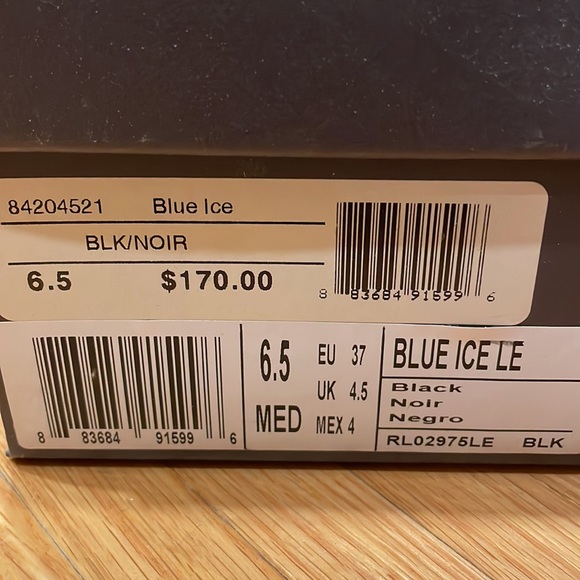 84204521 Blue Ice
BLK/NOIR
6.5 $170.00
8 83684 91599 6
8 83684 91599 6
6.5
MED
EU 37
UK 4.5
MEX 4
BLUE ICE LE
Black
Noir
Negro
RL02975LE BLK